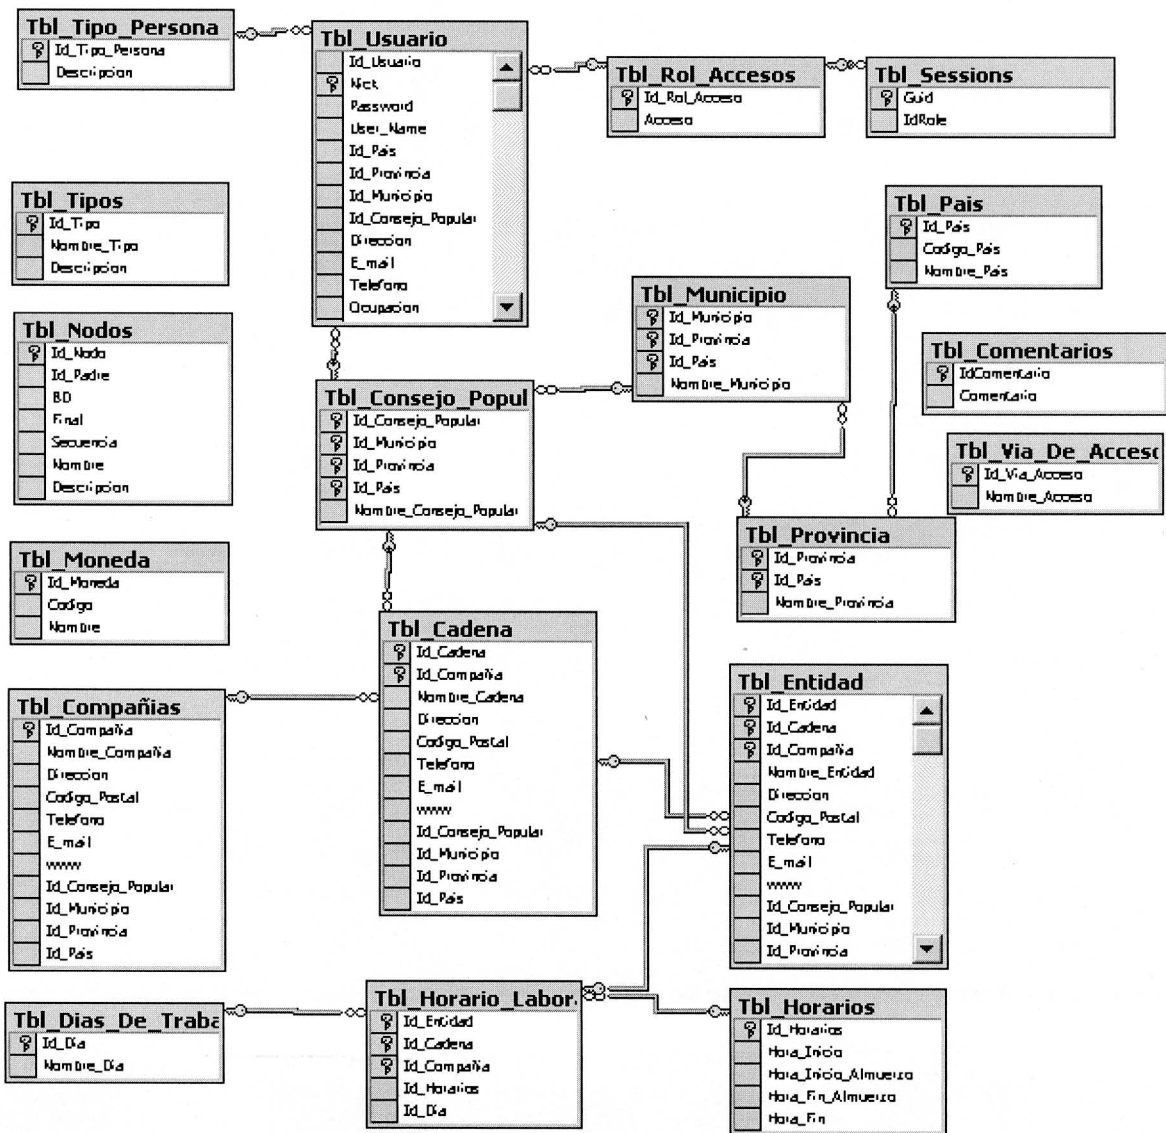 Tbl_Tipo_Persona
Id_Tipo_Persona
Descripcion
Tbl_Usuario
Id_Usuario
Nick
Password
User_Name
Id_Pais
Id_Provincia
Id_Municipio
Id_Consejo_Popular
Direccion
E_mail
Telefono
Ocupacion
Tbl_Rol_Accesos
Id_Rol_Acceso
Acceso
Tbl_Sessions
Guid
IdRole
Tbl_Tipos
Id_Tipo
Nombre_Tipo
Descripcion
Tbl_Pais
Id_Pais
Codigo_Pais
Nombre_Pais
Tbl_Municipio
Id_Municipio
Id_Provincia
Id_Pais
Nombre_Municipio
Tbl_Nodos
Id_Nodo
Id_Padre
BD
Final
Secuencia
Nombre
Descripcion
Tbl_Comentarios
IdComentario
Comentario
Tbl_Consejo_Popul
Id_Consejo_Popular
Id_Municipio
Id_Provincia
Id_Pais
Nombre_Consejo_Popular
Tbl_Via_De_Acceso
Id_Via_Acceso
Nombre_Acceso
Tbl_Provincia
Id_Provincia
Id_Pais
Nombre_Provincia
Tbl_Moneda
Id_Moneda
Codigo
Nombre
Tbl_Cadena
Id_Cadena
Id_Compañia
Nombre_Cadena
Direccion
Codigo_Postal
Telefono
E_mail
www
Id_Consejo_Popular
Id_Municipio
Id_Provincia
Id_Pais
Tbl_Entidad
Id_Entidad
Id_Cadena
Id_Compañia
Nombre_Entidad
Direccion
Codigo_Postal
Telefono
E_mail
www
Id_Consejo_Popular
Id_Municipio
Id_Provincia
Tbl_Compañias
Id_Compañia
Nombre_Compañia
Direccion
Codigo_Postal
Telefono
E_mail
www
Id_Consejo_Popular
Id_Municipio
Id_Provincia
Id_Pais
Tbl_Dias_De_Traba
Id_Dia
Nombre_Dia
Tbl_Horario_Labor
Id_Entidad
Id_Cadena
Id_Compañia
Id_Horarios
Id_Dia
Tbl_Horarios
Id_Horarios
Hora_Inicio
Hora_Inicio_Almuerzo
Hora_Fin_Almuerzo
Hora_Fin